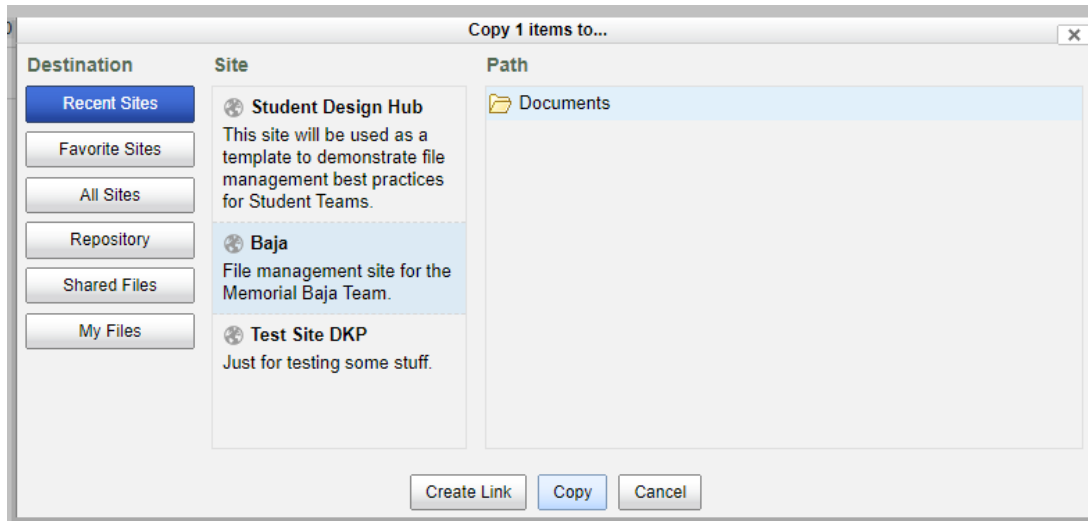 Copy 1 items to...
Destination
Recent Sites
Favorite Sites
All Sites
Repository
Shared Files
My Files
Site
Student Design Hub
This site will be used as a
template to demonstrate file
management best practices
for Student Teams.
Baja
File management site for the
Memorial Baja Team.
Test Site DKP
Just for testing some stuff.
Path
Documents
Create Link
Copy
Cancel